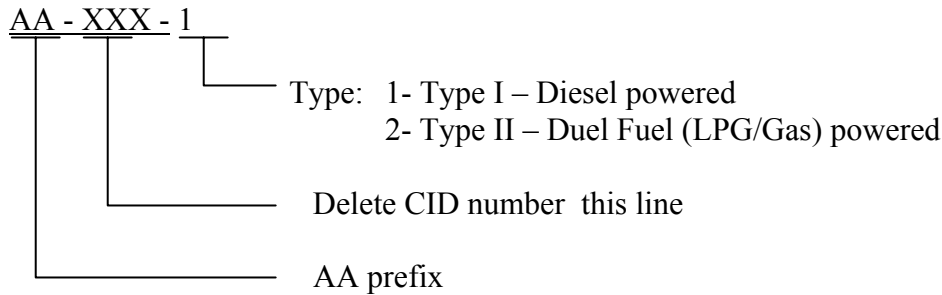 AA - XXX - 1
Type: 1- Type I – Diesel powered
2- Type II – Duel Fuel (LPG/Gas) powered
Delete CID number this line
AA prefix